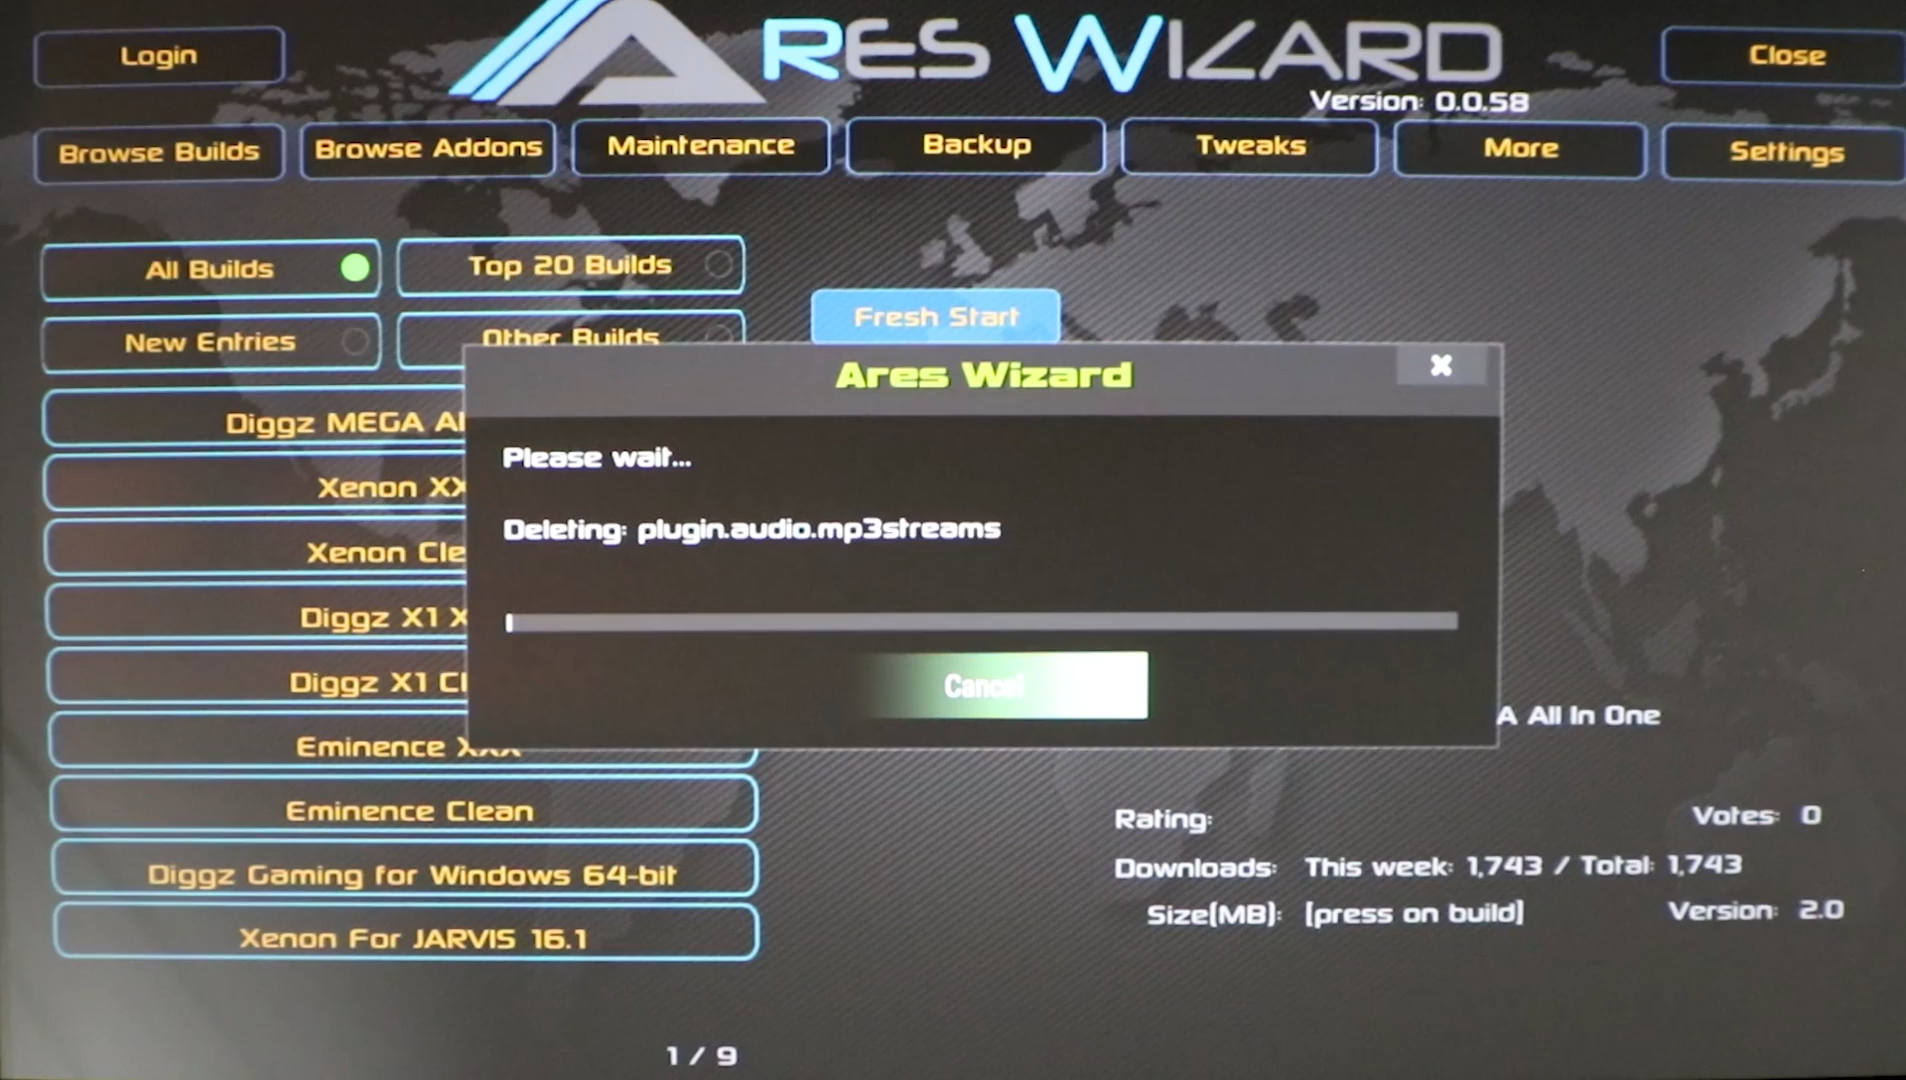 Login
ARES WIZARD
Close
Version: 0.0.58
Browse Builds
Browse Addons
Maintenance
Backup
Tweaks
More
Settings
All Builds
Top 20 Builds
New Entries
Other Builds
Fresh Start
Ares Wizard
Please wait...
Deleting: plugin.audio.mp3streams
Cancel
Diggz MEGA Al
Xenon XX
Xenon Cle
Diggz X1 X
Diggz X1 Cl
Eminence XXX
Eminence Clean
Diggz Gaming for Windows 64-bit
Xenon For JARVIS 16.1
A All In One
Rating:
Votes: 0
Downloads: This week: 1,743 / Total: 1,743
Size(MB): [press on build]
Version: 2.0
1 / 9